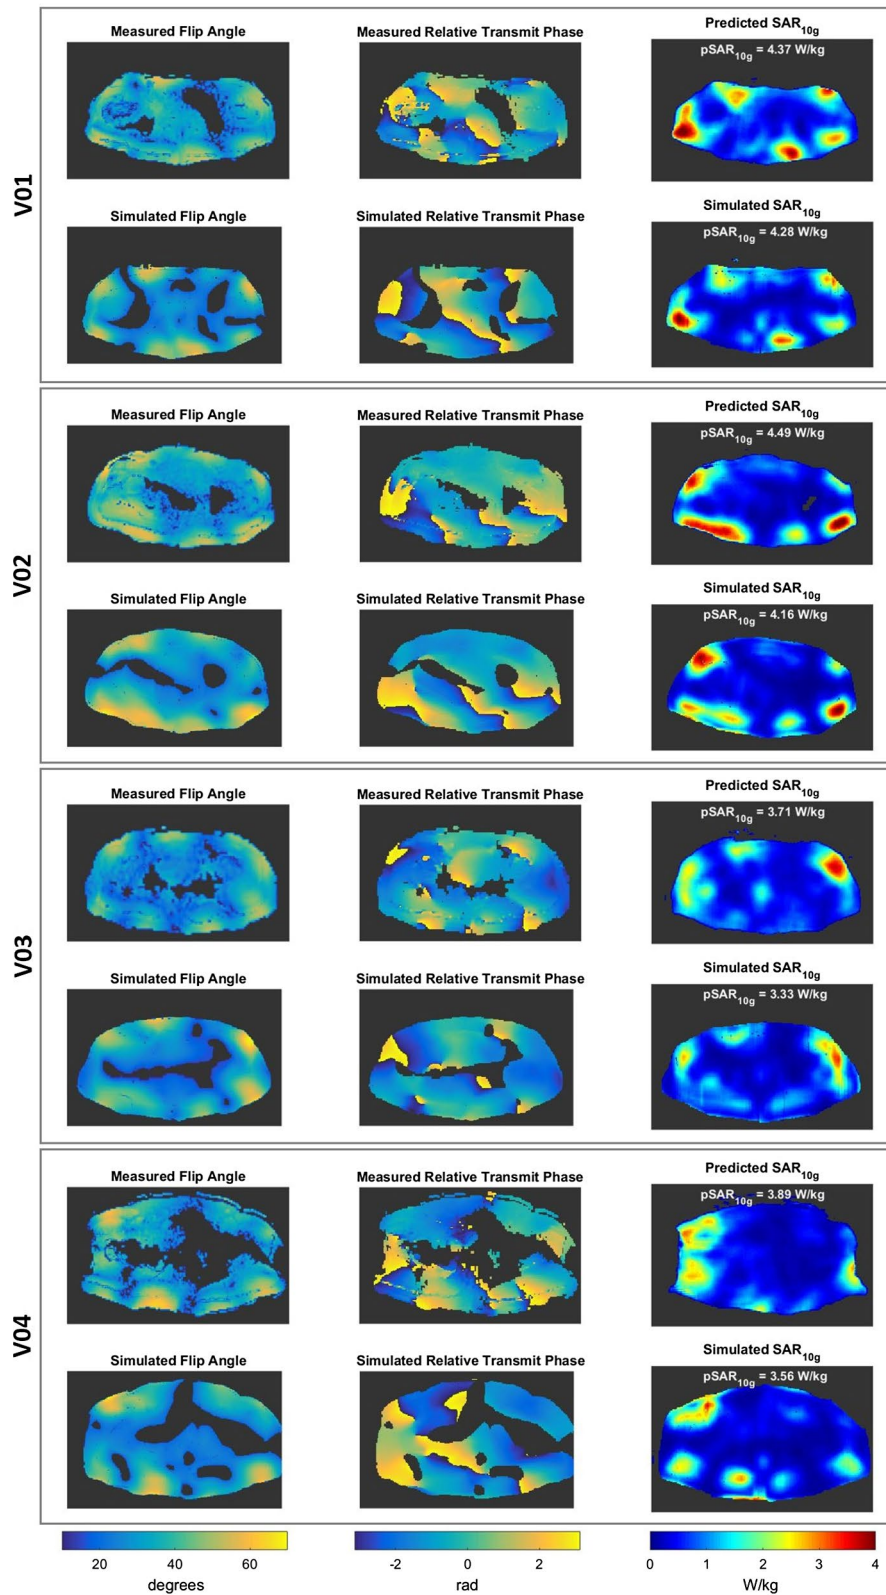 V01
Measured Flip Angle
Measured Relative Transmit Phase
Predicted SAR10g
pSAR10g = 4.37 W/kg
Simulated Flip Angle
Simulated Relative Transmit Phase
Simulated SAR10g
pSAR10g = 4.28 W/kg
V02
Measured Flip Angle
Measured Relative Transmit Phase
Predicted SAR10g
pSAR10g = 4.49 W/kg
Simulated Flip Angle
Simulated Relative Transmit Phase
Simulated SAR10g
pSAR10g = 4.16 W/kg
V03
Measured Flip Angle
Measured Relative Transmit Phase
Predicted SAR10g
pSAR10g = 3.71 W/kg
Simulated Flip Angle
Simulated Relative Transmit Phase
Simulated SAR10g
pSAR10g = 3.33 W/kg
V04
Measured Flip Angle
Measured Relative Transmit Phase
Predicted SAR10g
pSAR10g = 3.89 W/kg
Simulated Flip Angle
Simulated Relative Transmit Phase
Simulated SAR10g
pSAR10g = 3.56 W/kg
20 40 60
degrees
-2 0 2
rad
0 1 2 3 4
W/kg